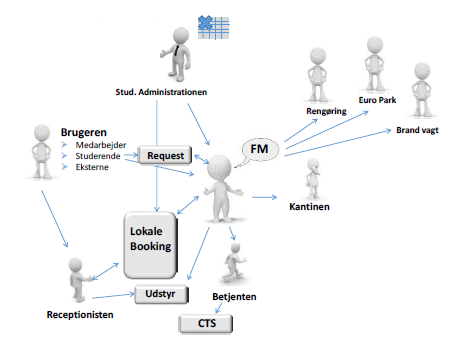 Stud. Administrationen
Rengøring
Euro Park
Brand vagt
Brugeren
Medarbejder
Studerende
Eksterne
Request
FM
Kantinen
Lokale
Booking
Receptionisten
Udstyr
Betjenten
CTS